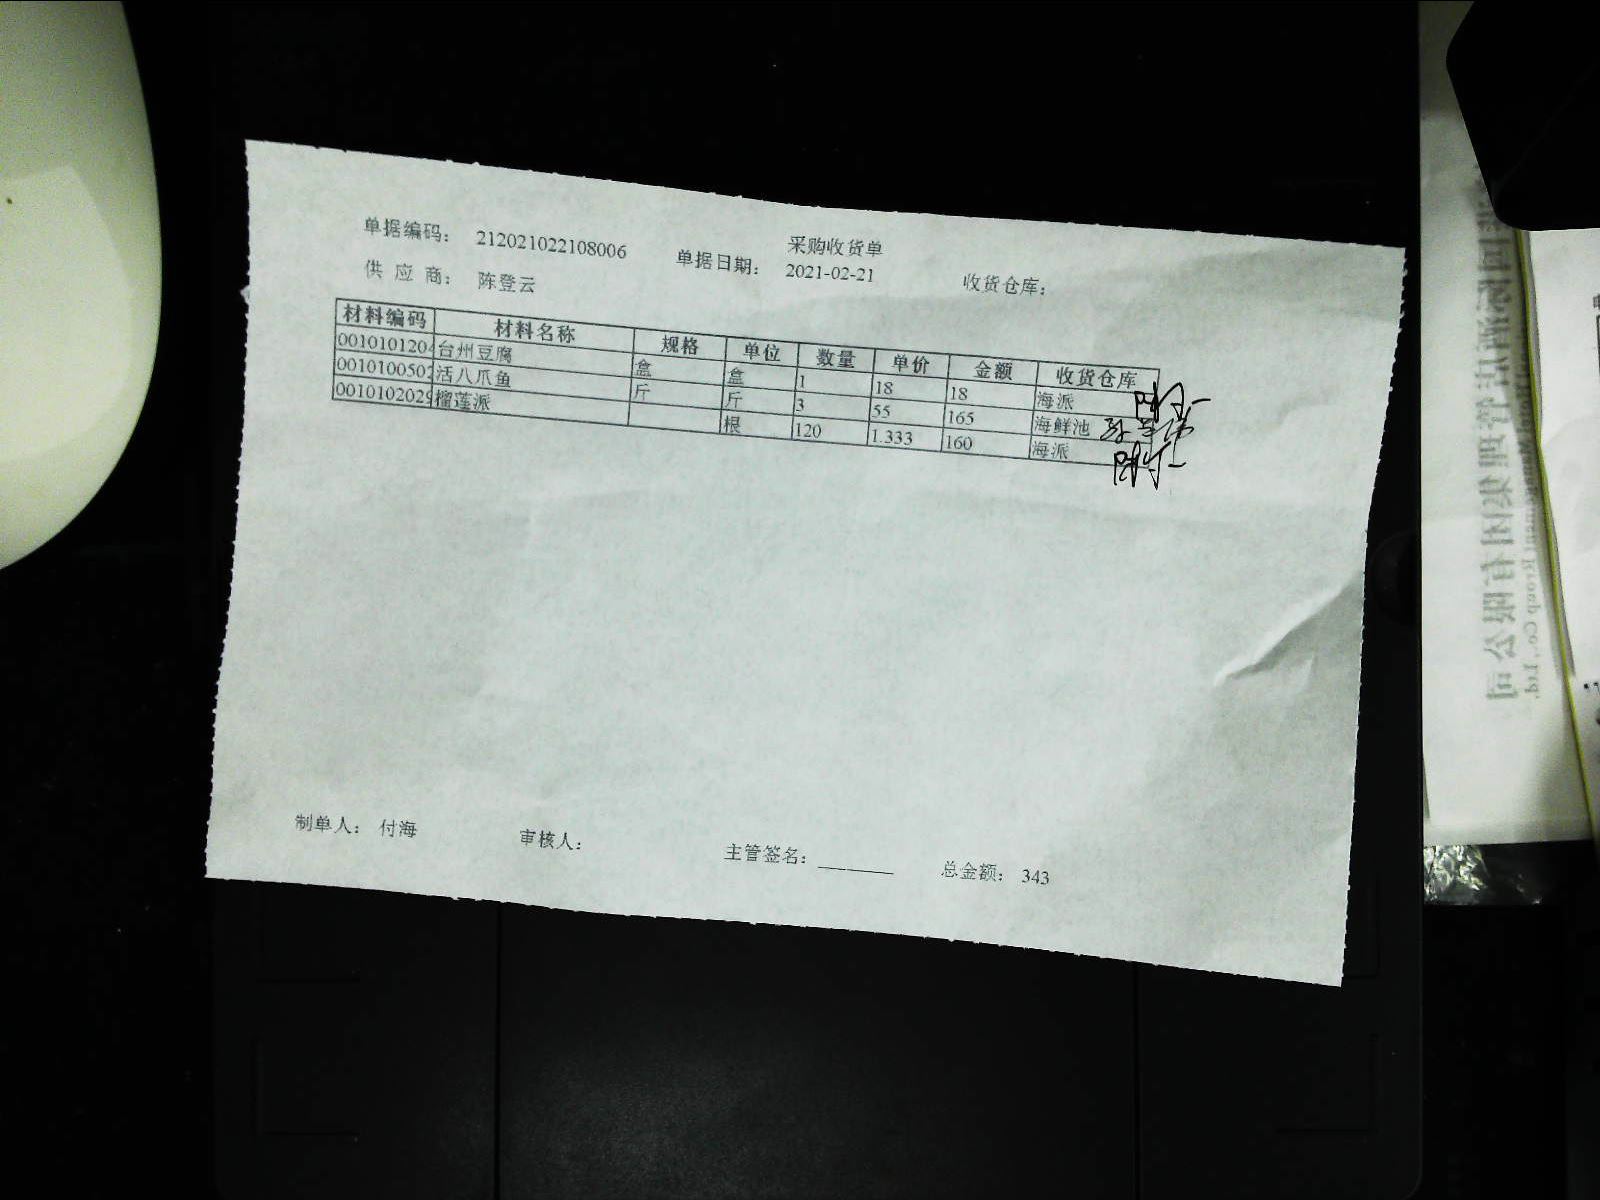 采购收货单
单据编码： 212021022108006 单据日期： 2021-02-21 收货仓库：
供 应 商： 陈登云
材料编码 材料名称 规格 单位 数量 单价 金额 收货仓库
0010101204 台州豆腐 盒 盒 1 18 18 海派
0010100502 活八爪鱼 斤 斤 3 55 165 海鲜池
0010102029 榴莲派 根 120 1.333 160 海派
制单人： 付海 审核人： 主管签名： 总金额： 343